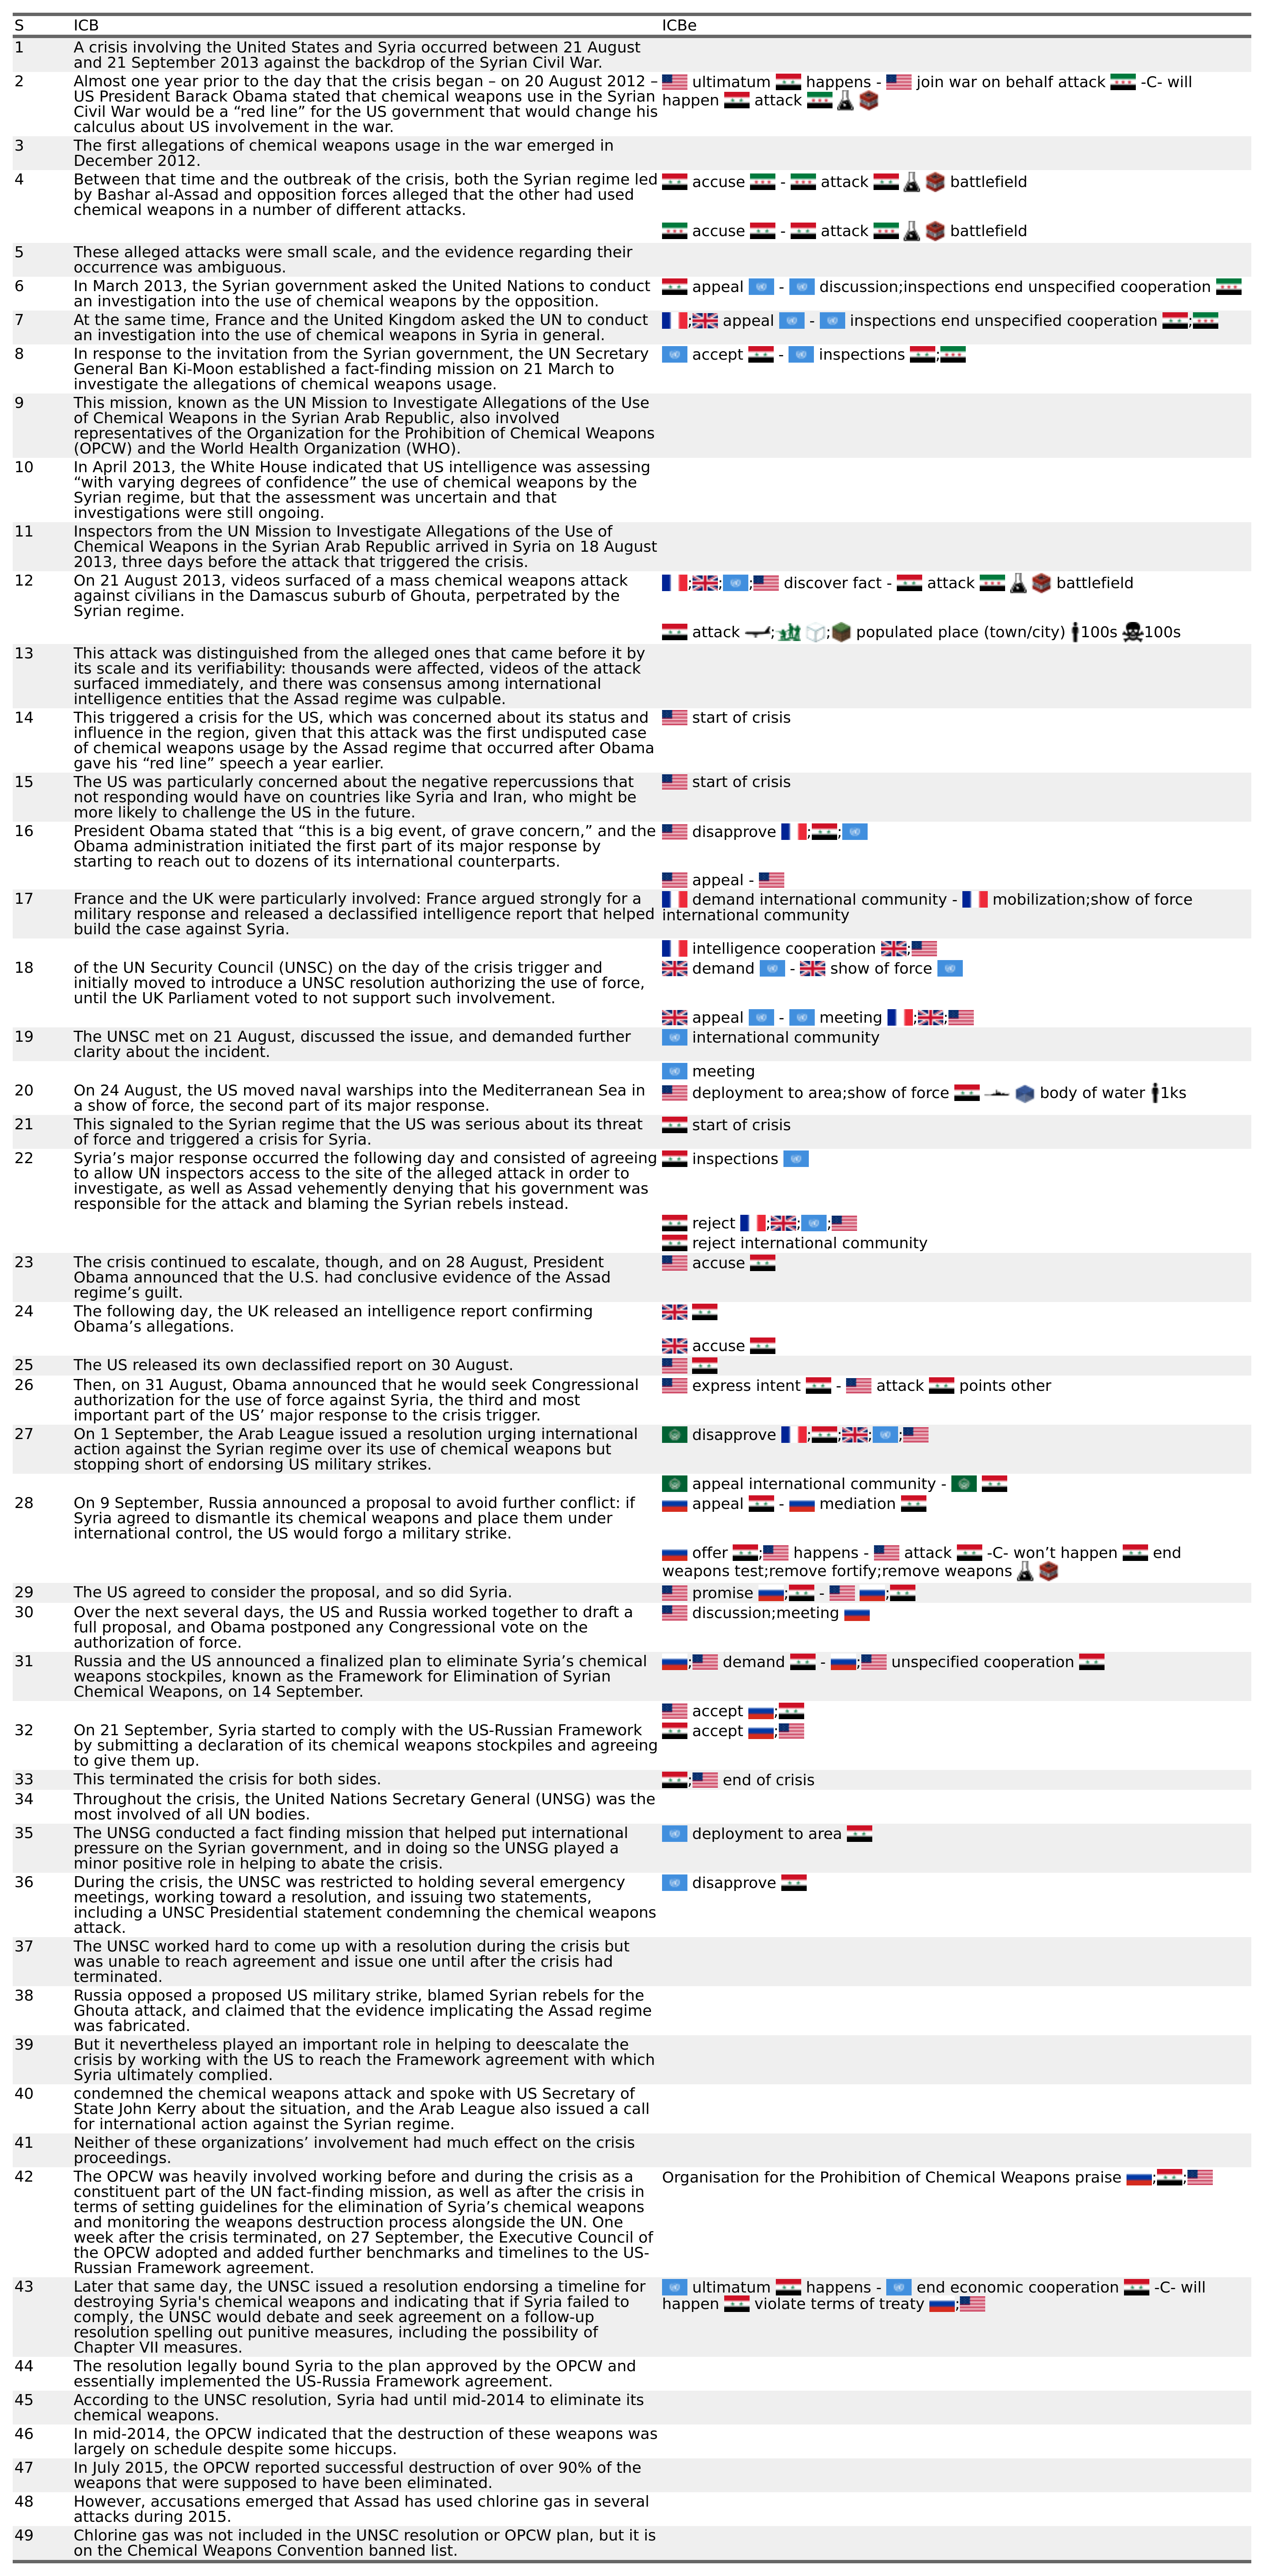 S ICB ICBe
1 A crisis involving the United States and Syria occurred between 21 August
and 21 September 2013 against the backdrop of the Syrian Civil War.
2 Almost one year prior to the day that the crisis began – on 20 August 2012 – ultimatum happens - join war on behalf attack -C- will
US President Barack Obama stated that chemical weapons use in the Syrian happen attack
Civil War would be a “red line” for the US government that would change his
calculus about US involvement in the war.
3 The first allegations of chemical weapons usage in the war emerged in
December 2012.
4 Between that time and the outbreak of the crisis, both the Syrian regime led accuse - attack battlefield
by Bashar al-Assad and opposition forces alleged that the other had used
chemical weapons in a number of different attacks.
accuse - attack battlefield
5 These alleged attacks were small scale, and the evidence regarding their
occurrence was ambiguous.
6 In March 2013, the Syrian government asked the United Nations to conduct appeal - discussion;inspections end unspecified cooperation
an investigation into the use of chemical weapons by the opposition.
7 At the same time, France and the United Kingdom asked the UN to conduct ; appeal - inspections end unspecified cooperation ;
an investigation into the use of chemical weapons in Syria in general.
8 In response to the invitation from the Syrian government, the UN Secretary accept - inspections ;
General Ban Ki-Moon established a fact-finding mission on 21 March to
investigate the allegations of chemical weapons usage.
9 This mission, known as the UN Mission to Investigate Allegations of the Use
of Chemical Weapons in the Syrian Arab Republic, also involved
representatives of the Organization for the Prohibition of Chemical Weapons
(OPCW) and the World Health Organization (WHO).
10 In April 2013, the White House indicated that US intelligence was assessing
“with varying degrees of confidence” the use of chemical weapons by the
Syrian regime, but that the assessment was uncertain and that
investigations were still ongoing.
11 Inspectors from the UN Mission to Investigate Allegations of the Use of
Chemical Weapons in the Syrian Arab Republic arrived in Syria on 18 August
2013, three days before the attack that triggered the crisis.
12 On 21 August 2013, videos surfaced of a mass chemical weapons attack ; ; ; discover fact - attack battlefield
against civilians in the Damascus suburb of Ghouta, perpetrated by the
Syrian regime.
attack ; ; populated place (town/city) 100s 100s
13 This attack was distinguished from the alleged ones that came before it by
its scale and its verifiability: thousands were affected, videos of the attack
surfaced immediately, and there was consensus among international
intelligence entities that the Assad regime was culpable.
14 This triggered a crisis for the US, which was concerned about its status and start of crisis
influence in the region, given that this attack was the first undisputed case
of chemical weapons usage by the Assad regime that occurred after Obama
gave his “red line” speech a year earlier.
15 The US was particularly concerned about the negative repercussions that start of crisis
not responding would have on countries like Syria and Iran, who might be
more likely to challenge the US in the future.
16 President Obama stated that “this is a big event, of grave concern,” and the disapprove ; ;
Obama administration initiated the first part of its major response by
starting to reach out to dozens of its international counterparts.
appeal -
17 France and the UK were particularly involved: France argued strongly for a demand international community - mobilization;show of force
military response and released a declassified intelligence report that helped international community
build the case against Syria.
intelligence cooperation ;
18 of the UN Security Council (UNSC) on the day of the crisis trigger and demand - show of force
initially moved to introduce a UNSC resolution authorizing the use of force,
until the UK Parliament voted to not support such involvement.
appeal - meeting ; ;
19 The UNSC met on 21 August, discussed the issue, and demanded further international community
clarity about the incident.
meeting
20 On 24 August, the US moved naval warships into the Mediterranean Sea in deployment to area;show of force body of water 1ks
a show of force, the second part of its major response.
21 This signaled to the Syrian regime that the US was serious about its threat start of crisis
of force and triggered a crisis for Syria.
22 Syria’s major response occurred the following day and consisted of agreeing inspections
to allow UN inspectors access to the site of the alleged attack in order to
investigate, as well as Assad vehemently denying that his government was
responsible for the attack and blaming the Syrian rebels instead.
reject ; ; ;
reject international community
23 The crisis continued to escalate, though, and on 28 August, President accuse
Obama announced that the U.S. had conclusive evidence of the Assad
regime’s guilt.
24 The following day, the UK released an intelligence report confirming
Obama’s allegations.
accuse
25 The US released its own declassified report on 30 August.
26 Then, on 31 August, Obama announced that he would seek Congressional express intent - attack points other
authorization for the use of force against Syria, the third and most
important part of the US’ major response to the crisis trigger.
27 On 1 September, the Arab League issued a resolution urging international disapprove ; ; ; ;
action against the Syrian regime over its use of chemical weapons but
stopping short of endorsing US military strikes.
appeal international community -
28 On 9 September, Russia announced a proposal to avoid further conflict: if appeal - mediation
Syria agreed to dismantle its chemical weapons and place them under
international control, the US would forgo a military strike.
offer ; happens - attack -C- won’t happen end
weapons test;remove fortify;remove weapons
29 The US agreed to consider the proposal, and so did Syria. promise ; - ;
30 Over the next several days, the US and Russia worked together to draft a discussion;meeting
full proposal, and Obama postponed any Congressional vote on the
authorization of force.
31 Russia and the US announced a finalized plan to eliminate Syria’s chemical ; demand - ; unspecified cooperation
weapons stockpiles, known as the Framework for Elimination of Syrian
Chemical Weapons, on 14 September.
accept ;
32 On 21 September, Syria started to comply with the US-Russian Framework accept ;
by submitting a declaration of its chemical weapons stockpiles and agreeing
to give them up.
33 This terminated the crisis for both sides. ; end of crisis
34 Throughout the crisis, the United Nations Secretary General (UNSG) was the
most involved of all UN bodies.
35 The UNSG conducted a fact finding mission that helped put international deployment to area
pressure on the Syrian government, and in doing so the UNSG played a
minor positive role in helping to abate the crisis.
36 During the crisis, the UNSC was restricted to holding several emergency disapprove
meetings, working toward a resolution, and issuing two statements,
including a UNSC Presidential statement condemning the chemical weapons
attack.
37 The UNSC worked hard to come up with a resolution during the crisis but
was unable to reach agreement and issue one until after the crisis had
terminated.
38 Russia opposed a proposed US military strike, blamed Syrian rebels for the
Ghouta attack, and claimed that the evidence implicating the Assad regime
was fabricated.
39 But it nevertheless played an important role in helping to deescalate the
crisis by working with the US to reach the Framework agreement with which
Syria ultimately complied.
40 condemned the chemical weapons attack and spoke with US Secretary of
State John Kerry about the situation, and the Arab League also issued a call
for international action against the Syrian regime.
41 Neither of these organizations’ involvement had much effect on the crisis
proceedings.
42 The OPCW was heavily involved working before and during the crisis as a Organisation for the Prohibition of Chemical Weapons praise ; ;
constituent part of the UN fact-finding mission, as well as after the crisis in
terms of setting guidelines for the elimination of Syria’s chemical weapons
and monitoring the weapons destruction process alongside the UN. One
week after the crisis terminated, on 27 September, the Executive Council of
the OPCW adopted and added further benchmarks and timelines to the US-
Russian Framework agreement.
43 Later that same day, the UNSC issued a resolution endorsing a timeline for ultimatum happens - end economic cooperation -C- will
destroying Syria's chemical weapons and indicating that if Syria failed to happen violate terms of treaty ;
comply, the UNSC would debate and seek agreement on a follow-up
resolution spelling out punitive measures, including the possibility of
Chapter VII measures.
44 The resolution legally bound Syria to the plan approved by the OPCW and
essentially implemented the US-Russia Framework agreement.
45 According to the UNSC resolution, Syria had until mid-2014 to eliminate its
chemical weapons.
46 In mid-2014, the OPCW indicated that the destruction of these weapons was
largely on schedule despite some hiccups.
47 In July 2015, the OPCW reported successful destruction of over 90% of the
weapons that were supposed to have been eliminated.
48 However, accusations emerged that Assad has used chlorine gas in several
attacks during 2015.
49 Chlorine gas was not included in the UNSC resolution or OPCW plan, but it is
on the Chemical Weapons Convention banned list.